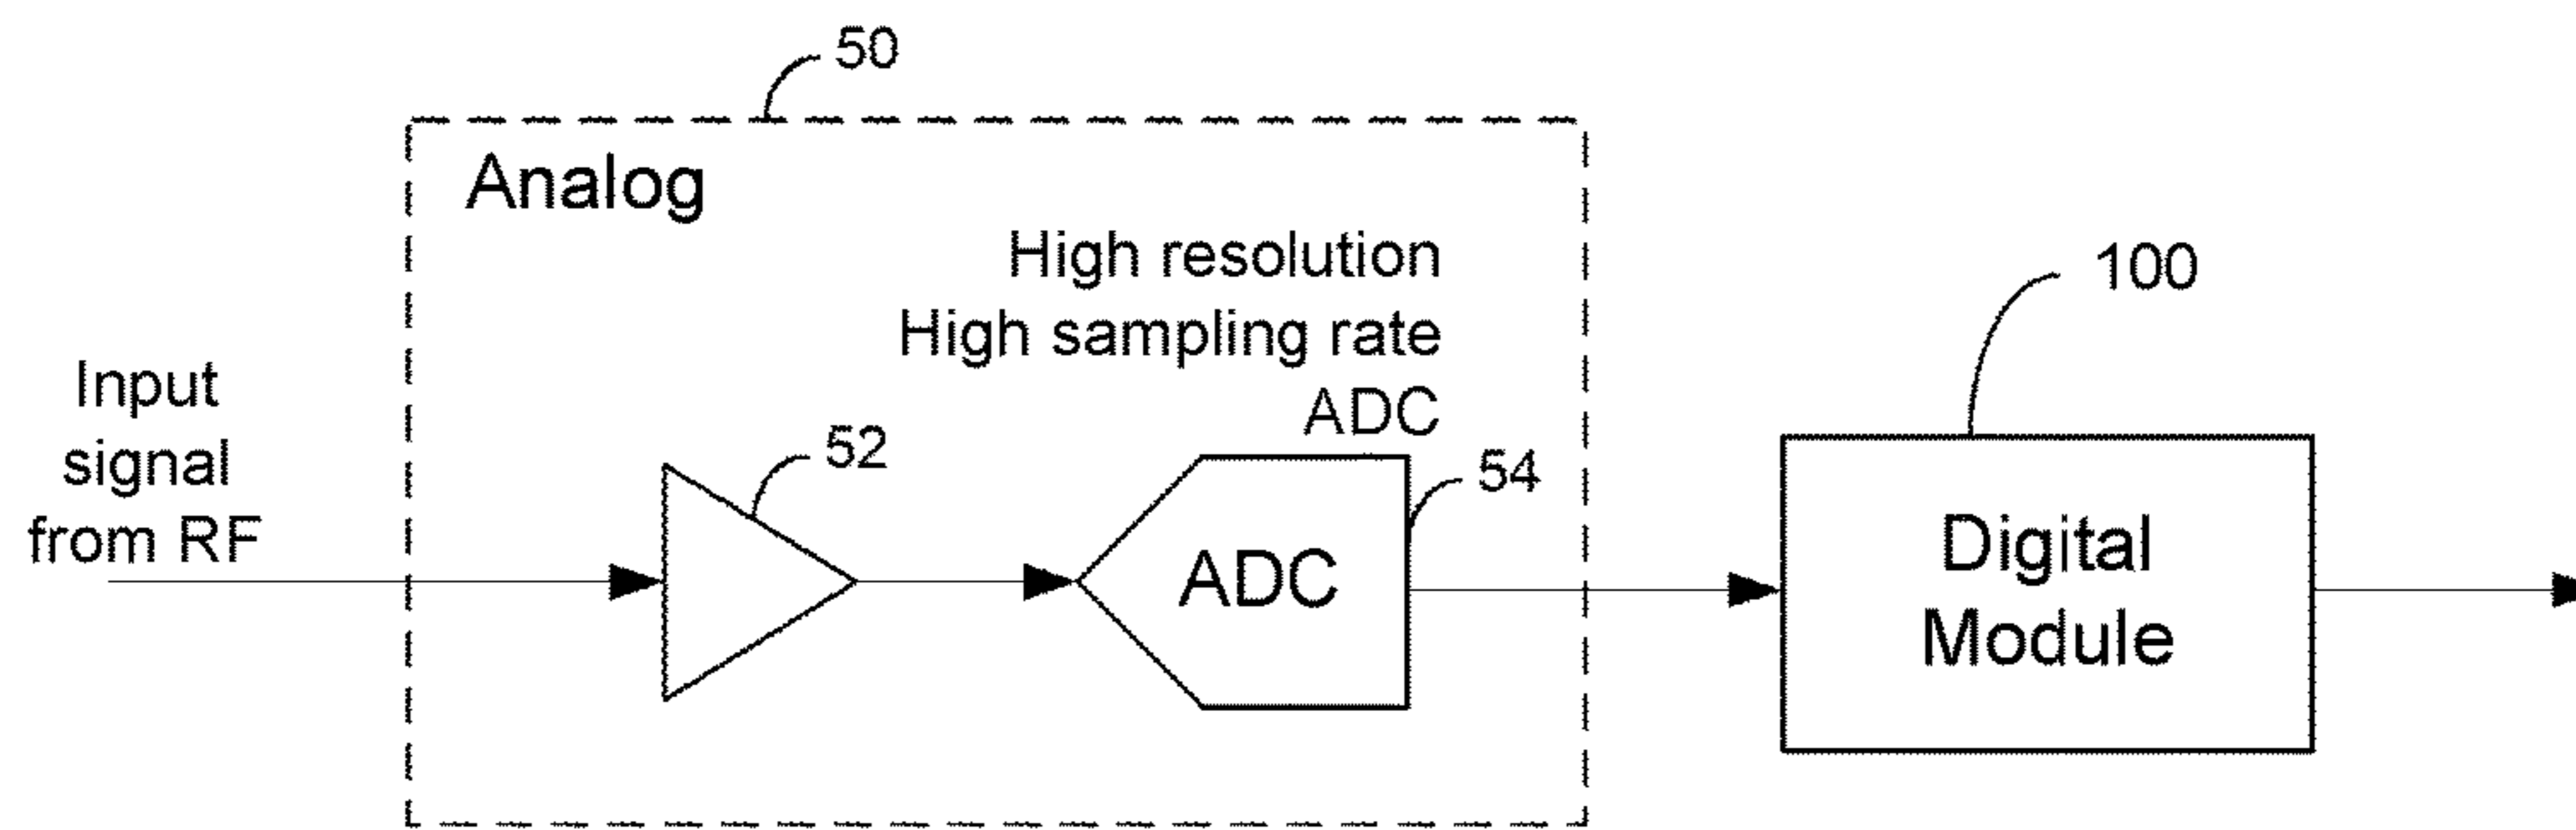 50
Analog
High resolution
High sampling rate
ADC
100
Input
signal
from RF
52
54
ADC
Digital
Module